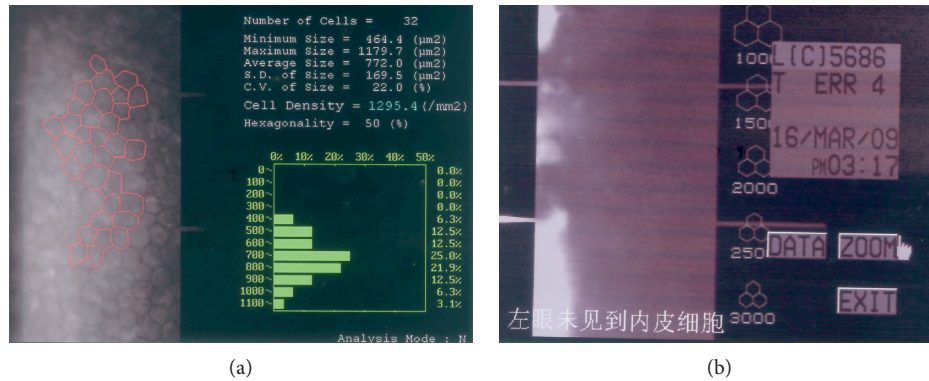 Number of Cells = 32
Minimum Size = 464.4 (µm2)
Maximum Size = 1179.7 (µm2)
Average Size = 772.0 (µm2)
S.D. of Size = 169.5 (µm2)
C.V. of Size = 22.0 (%)
Cell Density = 1295.4 (/mm2)
Hexagonality = 50 (%)
0% 10% 20% 30% 40% 50%
0~ 0.0%
100~ 0.0%
200~ 0.0%
300~ 0.0%
400~ 6.3%
500~ 12.5%
600~ 12.5%
700~ 25.0%
800~ 21.9%
900~ 12.5%
1000~ 6.3%
1100~ 3.1%
Analysis Mode : N
(a)
100 L(C)5686
T ERR 4
150
16/MAR/09
PM03:17
2000
250 DATA ZOOM
EXIT
3000
左眼未见到内皮细胞
(b)